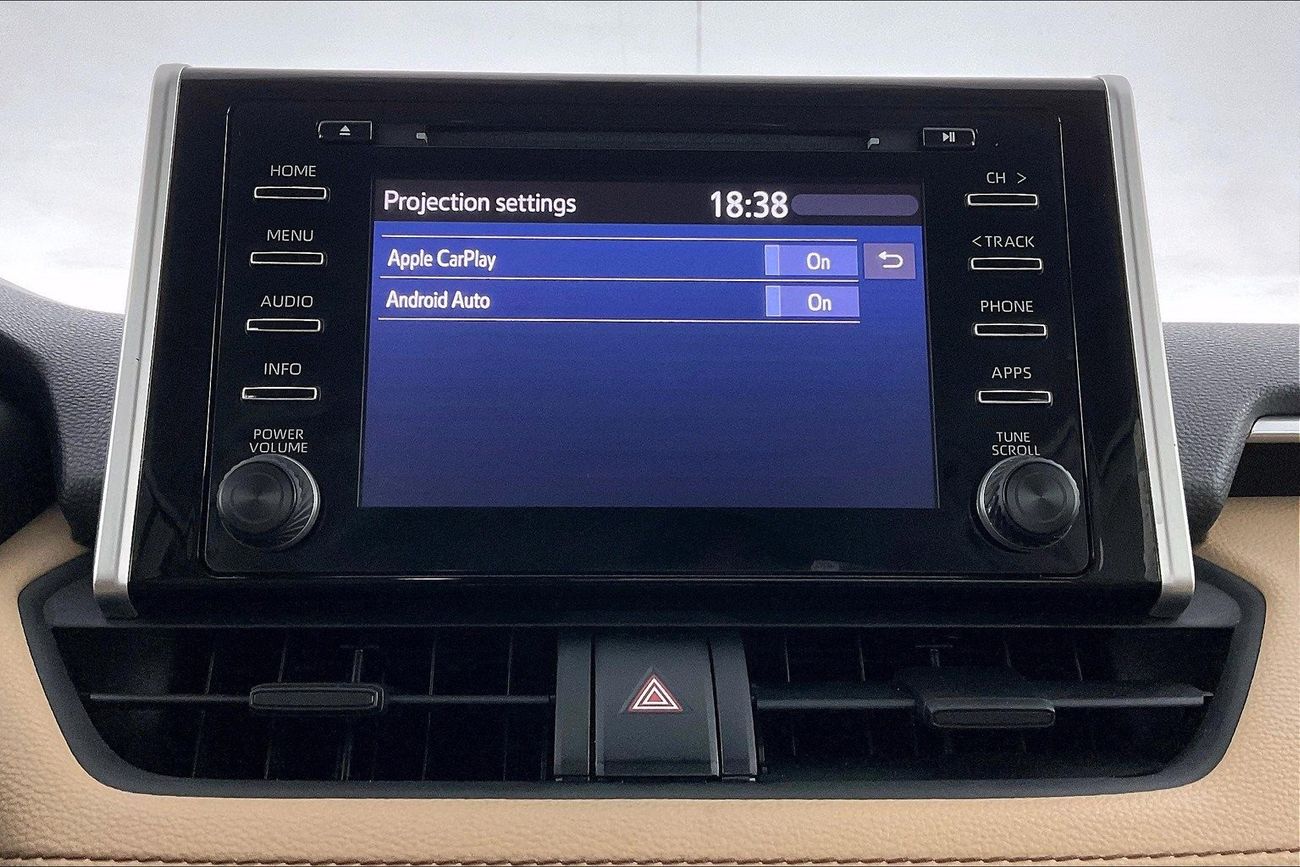 HOME
MENU
AUDIO
INFO
POWER
VOLUME
Projection settings 18:38
Apple CarPlay On
Android Auto On
CH >
< TRACK
PHONE
APPS
TUNE
SCROLL